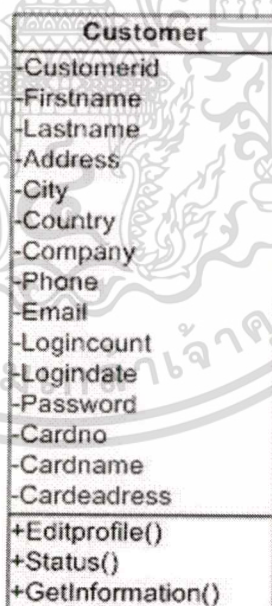 Customer
-Customerid
-Firstname
-Lastname
-Address
-City
-Country
-Company
-Phone
-Email
-Logincount
-Logindate
-Password
-Cardno
-Cardname
-Cardeadress
+Editprofile()
+Status()
+GetInformation()